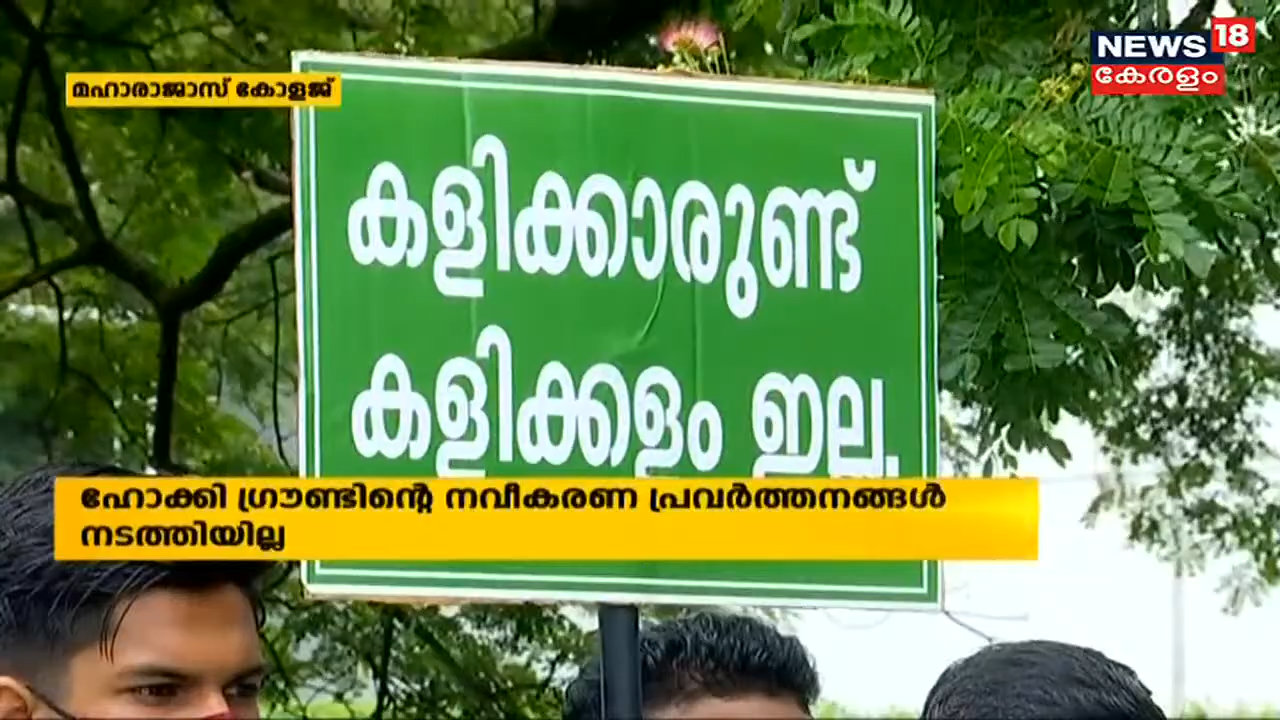 NEWS 18
കേരളം
മഹാരാജാസ് കോളജ്
കളിക്കാരുണ്ട്
കളിക്കളം ഇല്ല.
ഹോക്കി ഗ്രൗണ്ടിന്റെ നവീകരണ പ്രവർത്തനങ്ങൾ
നടത്തിയില്ല